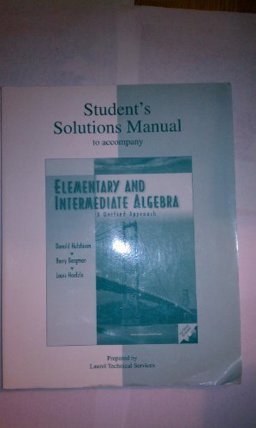 Student's
Solutions Manual
to accompany
ELEMENTARY AND
INTERMEDIATE ALGEBRA
A Unified Approach
Donald Hutchison
Barry Bergman
Louis Hoelzle
Prepared by
Laurel Technical Services